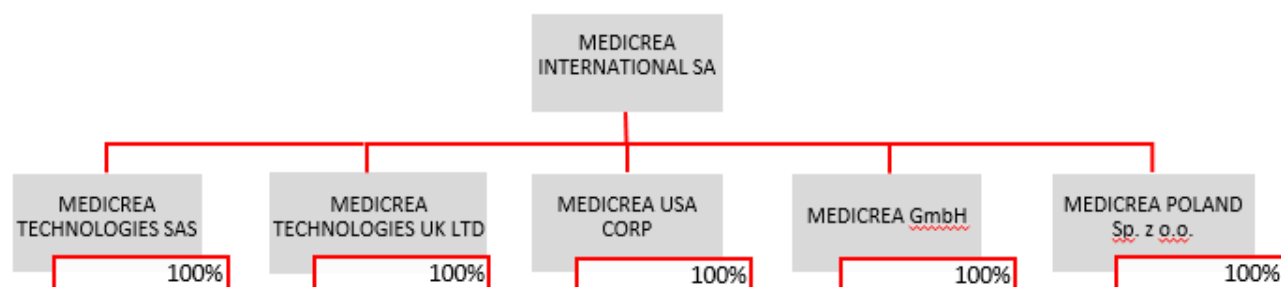 MEDICREA
INTERNATIONAL SA
MEDICREA
TECHNOLOGIES SAS
100%
MEDICREA
TECHNOLOGIES UK LTD
100%
MEDICREA USA
CORP
100%
MEDICREA GmbH
100%
MEDICREA POLAND
Sp. z o.o.
100%